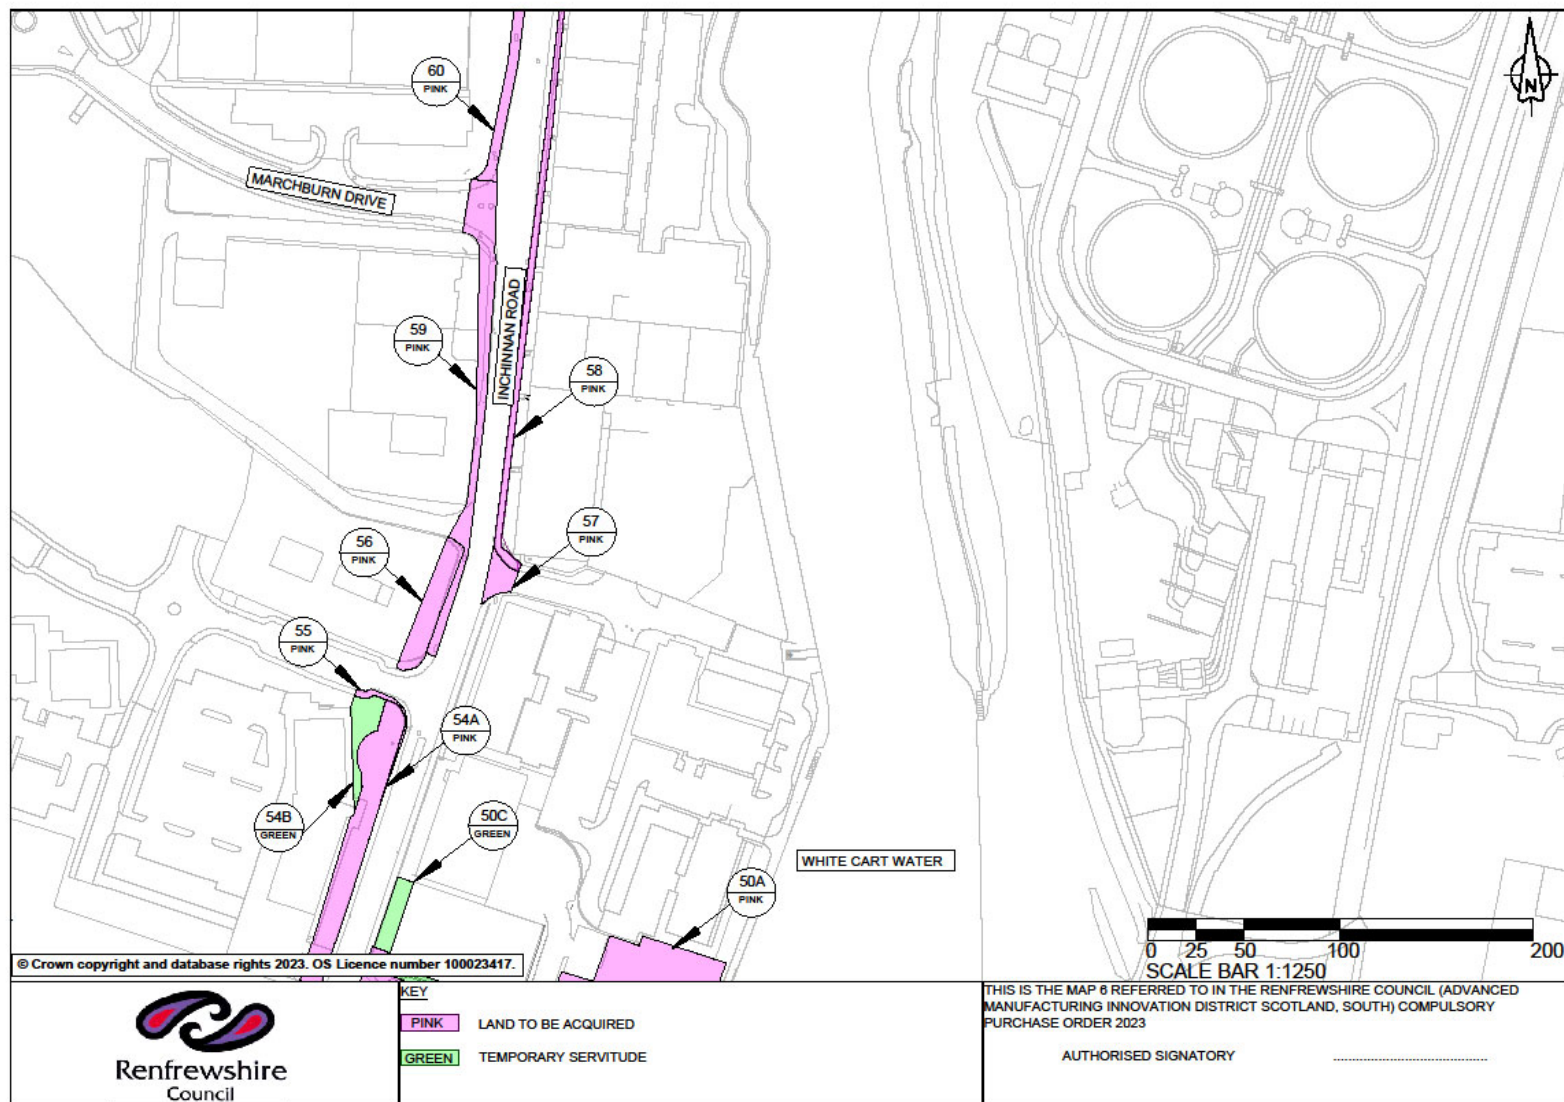 60
PINK
N
MARCHBURN DRIVE
INCHINNAN ROAD
59
PINK
58
PINK
57
PINK
56
PINK
55
PINK
54A
PINK
54B
GREEN
50C
GREEN
WHITE CART WATER
50A
PINK
0 25 50 100 200
SCALE BAR 1:1250
© Crown copyright and database rights 2023. OS Licence number 100023417.
Renfrewshire
Council
KEY
PINK LAND TO BE ACQUIRED
GREEN TEMPORARY SERVITUDE
THIS IS THE MAP 6 REFERRED TO IN THE RENFREWSHIRE COUNCIL (ADVANCED
MANUFACTURING INNOVATION DISTRICT SCOTLAND, SOUTH) COMPULSORY
PURCHASE ORDER 2023
AUTHORISED SIGNATORY ............................................